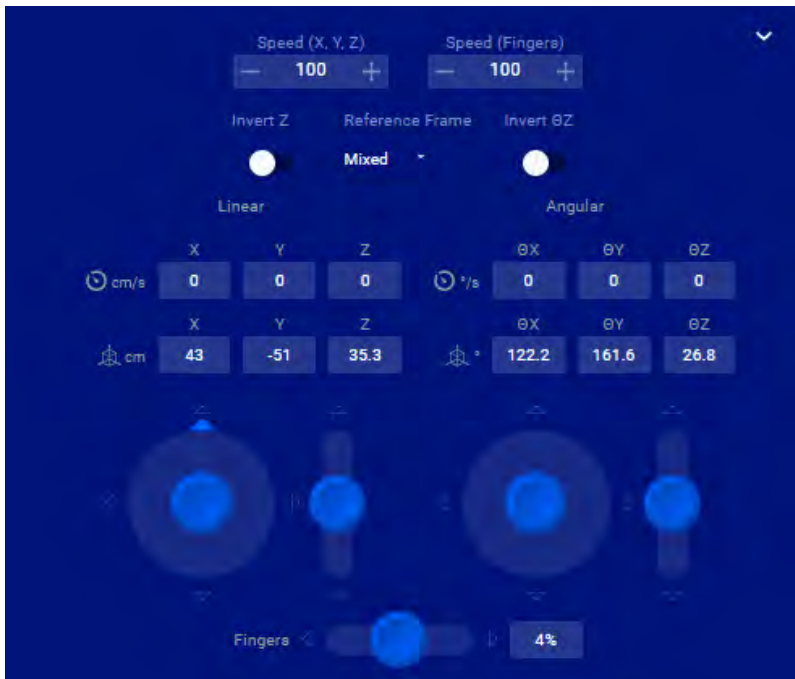 Speed (X, Y, Z) Speed (Fingers)
— 100 + — 100 +
Invert Z Reference Frame Invert ΘZ
Mixed
Linear Angular
X Y Z ΘX ΘY ΘZ
cm/s 0 0 0 °/s 0 0 0
X Y Z ΘX ΘY ΘZ
cm 43 -51 35.3 ° 122.2 161.6 26.8
Fingers 4%